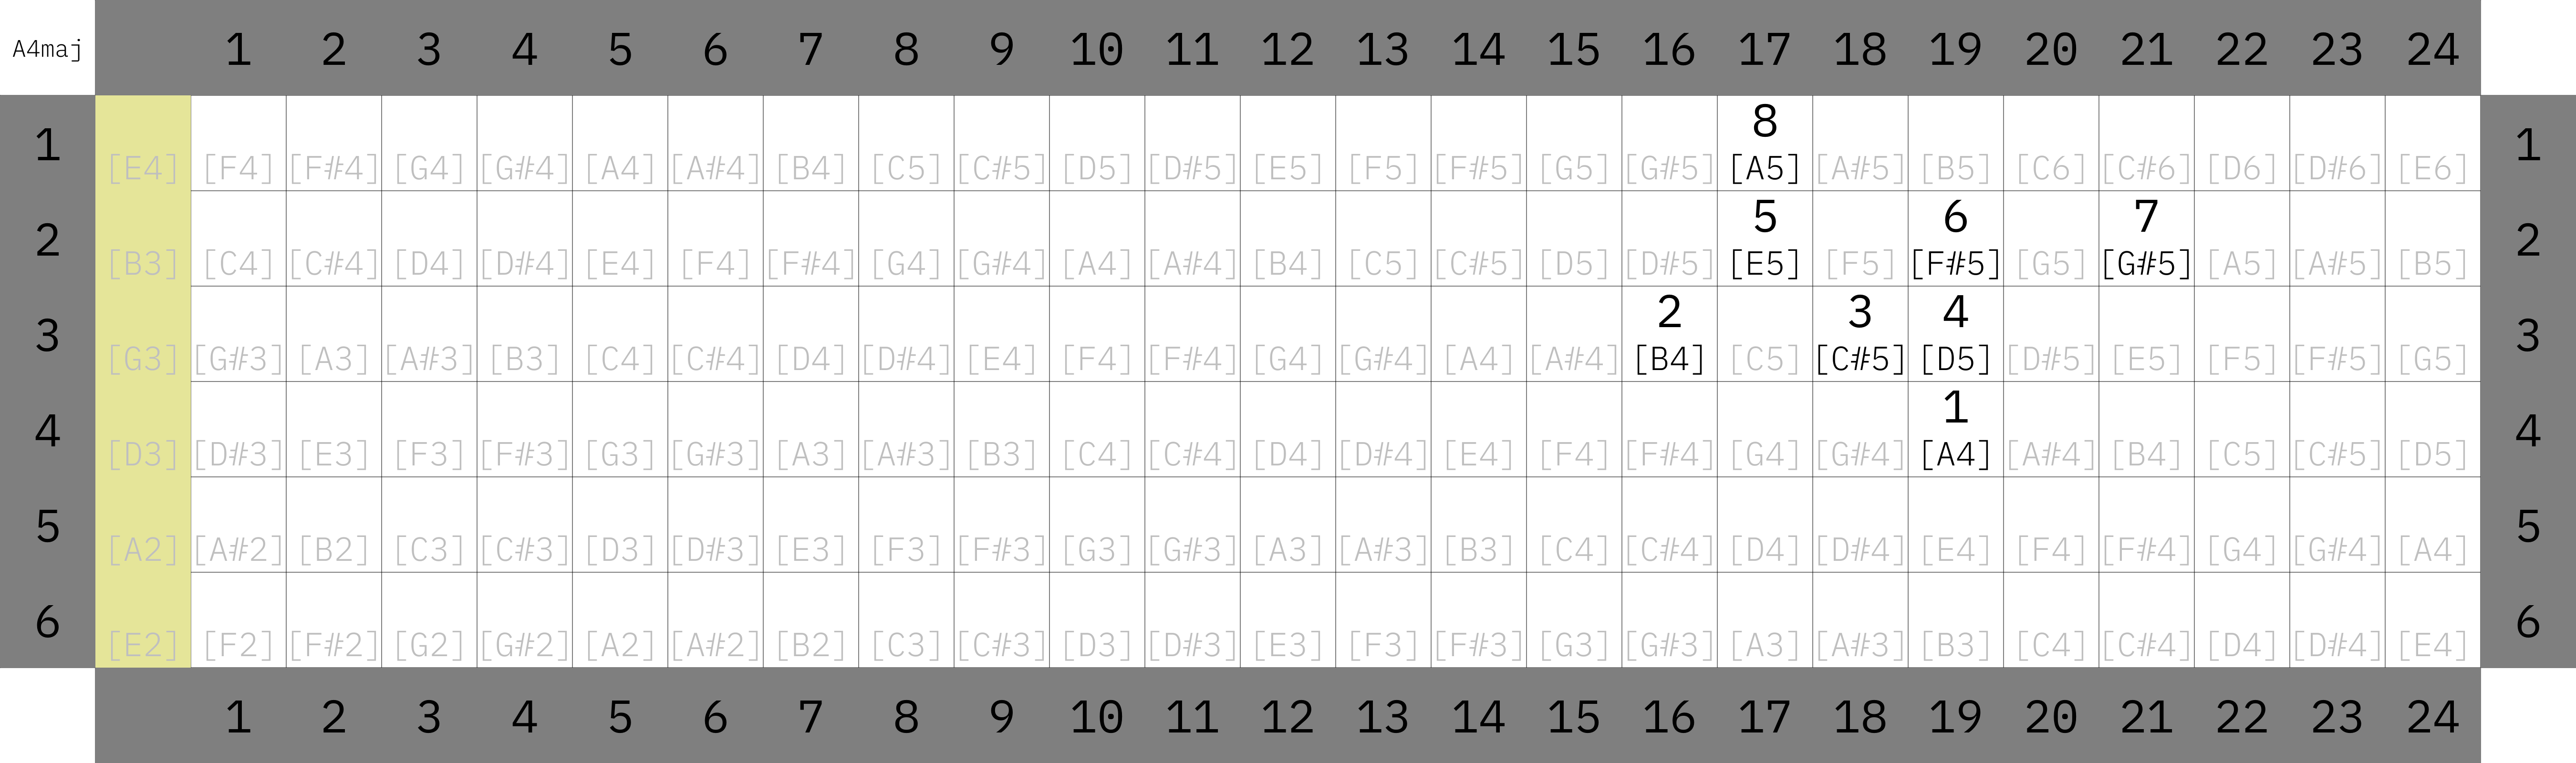 A4maj 1 2 3 4 5 6 7 8 9 10 11 12 13 14 15 16 17 18 19 20 21 22 23 24
8
1 [E4] [F4] [F#4] [G4] [G#4] [A4] [A#4] [B4] [C5] [C#5] [D5] [D#5] [E5] [F5] [F#5] [G5] [G#5] [A5] [A#5] [B5] [C6] [C#6] [D6] [D#6] [E6] 1
5 6 7
2 [B3] [C4] [C#4] [D4] [D#4] [E4] [F4] [F#4] [G4] [G#4] [A4] [A#4] [B4] [C5] [C#5] [D5] [D#5] [E5] [F5] [F#5] [G5] [G#5] [A5] [A#5] [B5] 2
2 3 4
3 [G3] [G#3] [A3] [A#3] [B3] [C4] [C#4] [D4] [D#4] [E4] [F4] [F#4] [G4] [G#4] [A4] [A#4] [B4] [C5] [C#5] [D5] [D#5] [E5] [F5] [F#5] [G5] 3
1
4 [D3] [D#3] [E3] [F3] [F#3] [G3] [G#3] [A3] [A#3] [B3] [C4] [C#4] [D4] [D#4] [E4] [F4] [F#4] [G4] [G#4] [A4] [A#4] [B4] [C5] [C#5] [D5] 4
5 [A2] [A#2] [B2] [C3] [C#3] [D3] [D#3] [E3] [F3] [F#3] [G3] [G#3] [A3] [A#3] [B3] [C4] [C#4] [D4] [D#4] [E4] [F4] [F#4] [G4] [G#4] [A4] 5
6 [E2] [F2] [F#2] [G2] [G#2] [A2] [A#2] [B2] [C3] [C#3] [D3] [D#3] [E3] [F3] [F#3] [G3] [G#3] [A3] [A#3] [B3] [C4] [C#4] [D4] [D#4] [E4] 6
1 2 3 4 5 6 7 8 9 10 11 12 13 14 15 16 17 18 19 20 21 22 23 24